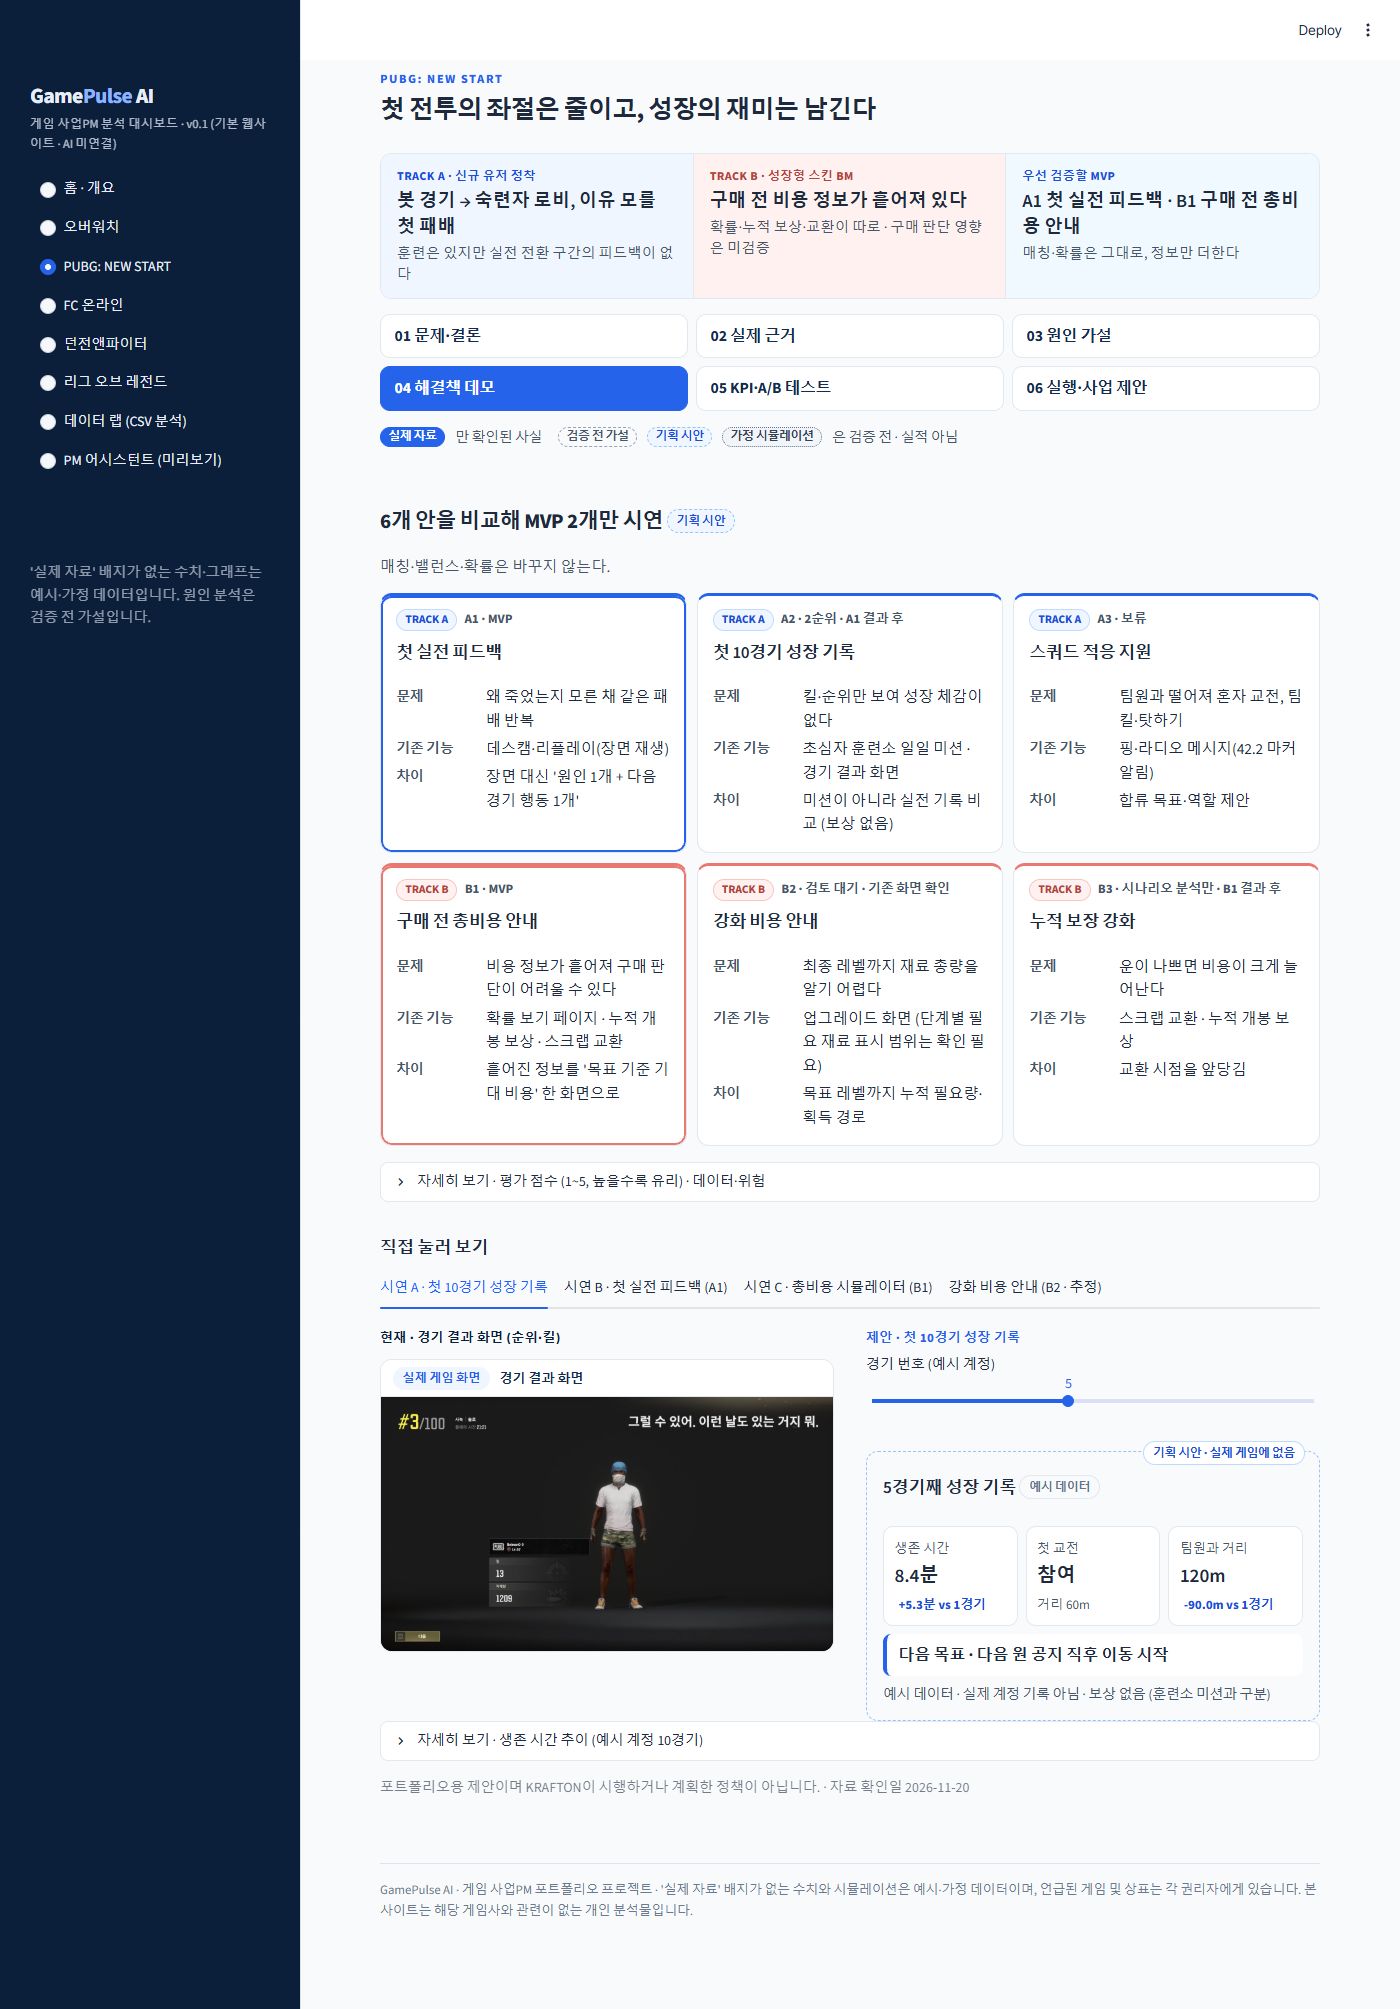 Deploy
GamePulse AI
게임 사업PM 분석 대시보드 · v0.1 (기본 웹사
이트 · AI 미연결)
홈 · 개요
오버워치
PUBG: NEW START
FC 온라인
던전앤파이터
리그 오브 레전드
데이터 랩 (CSV 분석)
PM 어시스턴트 (미리보기)
'실제 자료' 배지가 없는 수치·그래프는
예시·가정 데이터입니다. 원인 분석은
검증 전 가설입니다.
PUBG: NEW START
첫 전투의 좌절은 줄이고, 성장의 재미는 남긴다
TRACK A · 신규 유저 정착
봇 경기 → 숙련자 로비, 이유 모를
첫 패배
훈련은 있지만 실전 전환 구간의 피드백이 없
다
TRACK B · 성장형 스킨 BM
구매 전 비용 정보가 흩어져 있다
확률·누적 보상·교환이 따로 · 구매 판단 영향
은 미검증
우선 검증할 MVP
A1 첫 실전 피드백 · B1 구매 전 총비
용 안내
매칭·확률은 그대로, 정보만 더한다
01 문제·결론
02 실제 근거
03 원인 가설
04 해결책 데모
05 KPI·A/B 테스트
06 실행·사업 제안
실제 자료 만 확인된 사실 검증 전 가설 기획 시안 가정 시뮬레이션 은 검증 전 · 실적 아님
6개 안을 비교해 MVP 2개만 시연 기획 시안
매칭·밸런스·확률은 바꾸지 않는다.
TRACK A A1 · MVP
첫 실전 피드백
문제 왜 죽었는지 모른 채 같은 패
배 반복
기존 기능 데스캠·리플레이(장면 재생)
차이 장면 대신 '원인 1개 + 다음
경기 행동 1개'
TRACK A A2 · 2순위 · A1 결과 후
첫 10경기 성장 기록
문제 킬·순위만 보여 성장 체감이
없다
기존 기능 초심자 훈련소 일일 미션 ·
경기 결과 화면
차이 미션이 아니라 실전 기록 비
교 (보상 없음)
TRACK A A3 · 보류
스쿼드 적응 지원
문제 팀원과 떨어져 혼자 교전, 팀
킬·탓하기
기존 기능 핑·라디오 메시지(42.2 마커
알림)
차이 합류 목표·역할 제안
TRACK B B1 · MVP
구매 전 총비용 안내
문제 비용 정보가 흩어져 구매 판
단이 어려울 수 있다
기존 기능 확률 보기 페이지 · 누적 개
봉 보상 · 스크랩 교환
차이 흩어진 정보를 '목표 기준 기
대 비용' 한 화면으로
TRACK B B2 · 검토 대기 · 기존 화면 확인
강화 비용 안내
문제 최종 레벨까지 재료 총량을
알기 어렵다
기존 기능 업그레이드 화면 (단계별 필
요 재료 표시 범위는 확인 필
요)
차이 목표 레벨까지 누적 필요량·
획득 경로
TRACK B B3 · 시나리오 분석만 · B1 결과 후
누적 보장 강화
문제 운이 나쁘면 비용이 크게 늘
어난다
기존 기능 스크랩 교환 · 누적 개봉 보
상
차이 교환 시점을 앞당김
자세히 보기 · 평가 점수 (1~5, 높을수록 유리) · 데이터·위험
직접 눌러 보기
시연 A · 첫 10경기 성장 기록
시연 B · 첫 실전 피드백 (A1)
시연 C · 총비용 시뮬레이터 (B1)
강화 비용 안내 (B2 · 추정)
현재 · 경기 결과 화면 (순위·킬)
실제 게임 화면 경기 결과 화면
#3/100
그럴 수 있어. 이런 날도 있는 거지 뭐.
13
1209
제안 · 첫 10경기 성장 기록
경기 번호 (예시 계정)
5
기획 시안 · 실제 게임에 없음
5경기째 성장 기록 예시 데이터
생존 시간
8.4분
+5.3분 vs 1경기
첫 교전
참여
거리 60m
팀원과 거리
120m
-90.0m vs 1경기
다음 목표 · 다음 원 공지 직후 이동 시작
예시 데이터 · 실제 계정 기록 아님 · 보상 없음 (훈련소 미션과 구분)
자세히 보기 · 생존 시간 추이 (예시 계정 10경기)
포트폴리오용 제안이며 KRAFTON이 시행하거나 계획한 정책이 아닙니다. · 자료 확인일 2026-11-20
GamePulse AI · 게임 사업PM 포트폴리오 프로젝트 · '실제 자료' 배지가 없는 수치와 시뮬레이션은 예시·가정 데이터이며, 언급된 게임 및 상표는 각 권리자에게 있습니다. 본
사이트는 해당 게임사와 관련이 없는 개인 분석물입니다.